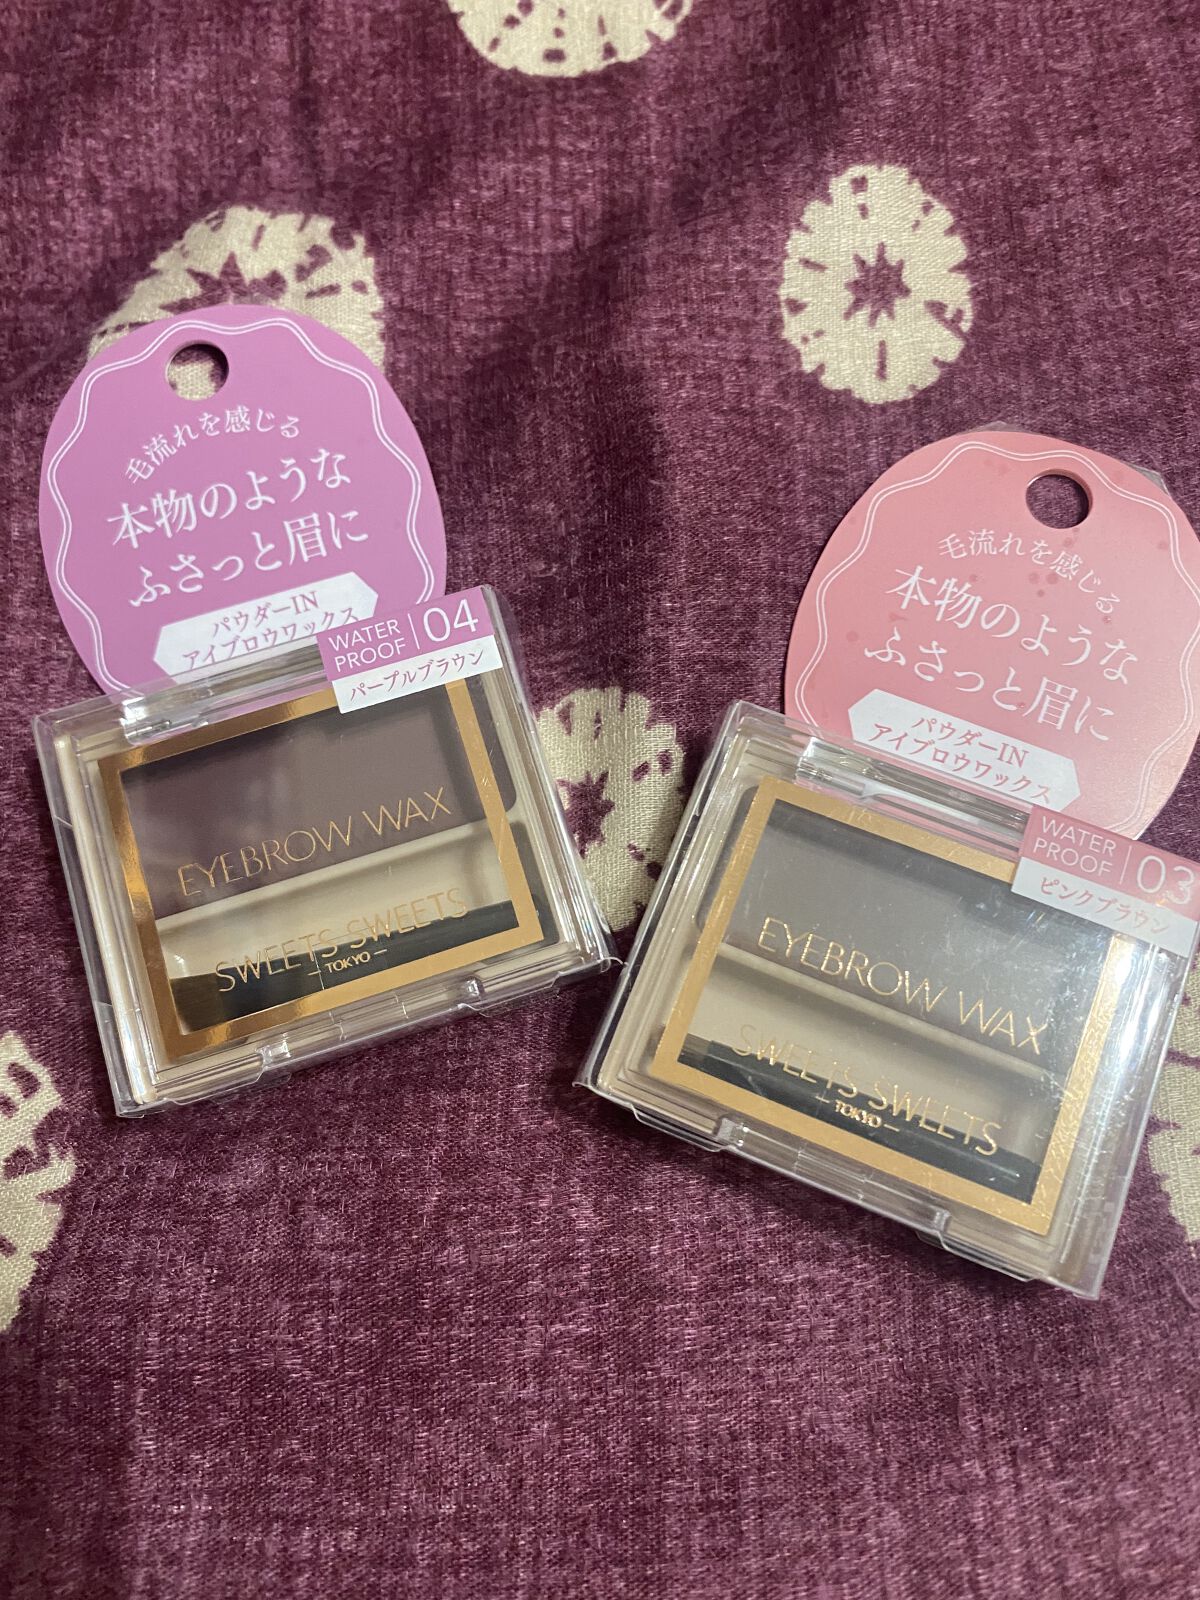 毛流れを感じる
本物のような
ふさっと眉に
パウダーIN
アイブロウワックス
WATER
PROOF
04
パープルブラウン
EYEBROW WAX
SWEETS SWEETS
TOKYO
毛流れを感じる
本物のような
ふさっと眉に
パウダーIN
アイブロウワックス
WATER
PROOF
03
ピンクブラウン
EYEBROW WAX
SWEETS SWEETS
TOKYO